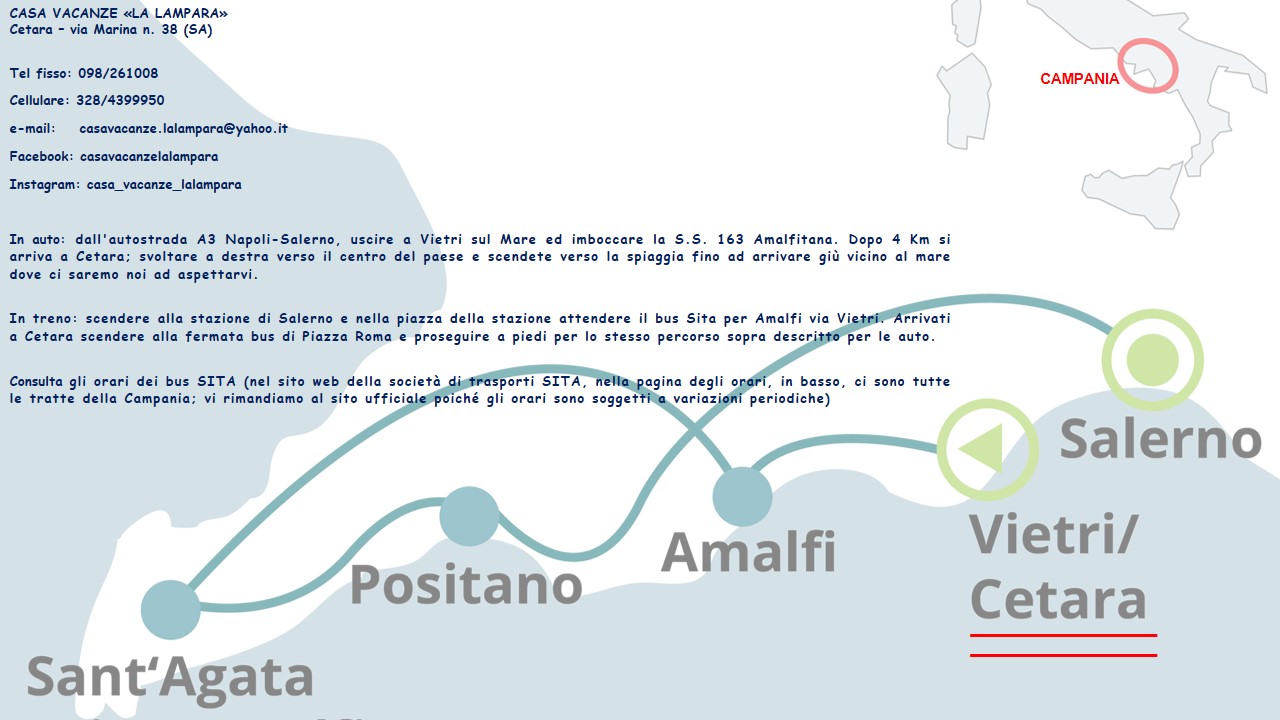 CASA VACANZE «LA LAMPARA»
Cetara – via Marina n. 38 (SA)
Tel fisso: 098/261008
Cellulare: 328/4399950
e-mail: casavacanze.lalampara@yahoo.it
Facebook: casavacanzelalampara
Instagram: casa_vacanze_lalampara
CAMPANIA
In auto: dall'autostrada A3 Napoli-Salerno, uscire a Vietri sul Mare ed imboccare la S.S. 163 Amalfitana. Dopo 4 Km si
arriva a Cetara; svoltare a destra verso il centro del paese e scendete verso la spiaggia fino ad arrivare giù vicino al mare
dove ci saremo noi ad aspettarvi.
In treno: scendere alla stazione di Salerno e nella piazza della stazione attendere il bus Sita per Amalfi via Vietri. Arrivati
a Cetara scendere alla fermata bus di Piazza Roma e proseguire a piedi per lo stesso percorso sopra descritto per le auto.
Consulta gli orari dei bus SITA (nel sito web della società di trasporti SITA, nella pagina degli orari, in basso, ci sono tutte
le tratte della Campania; vi rimandiamo al sito ufficiale poiché gli orari sono soggetti a variazioni periodiche)
Salerno
Vietri/
Cetara
Amalfi
Positano
Sant‘Agata